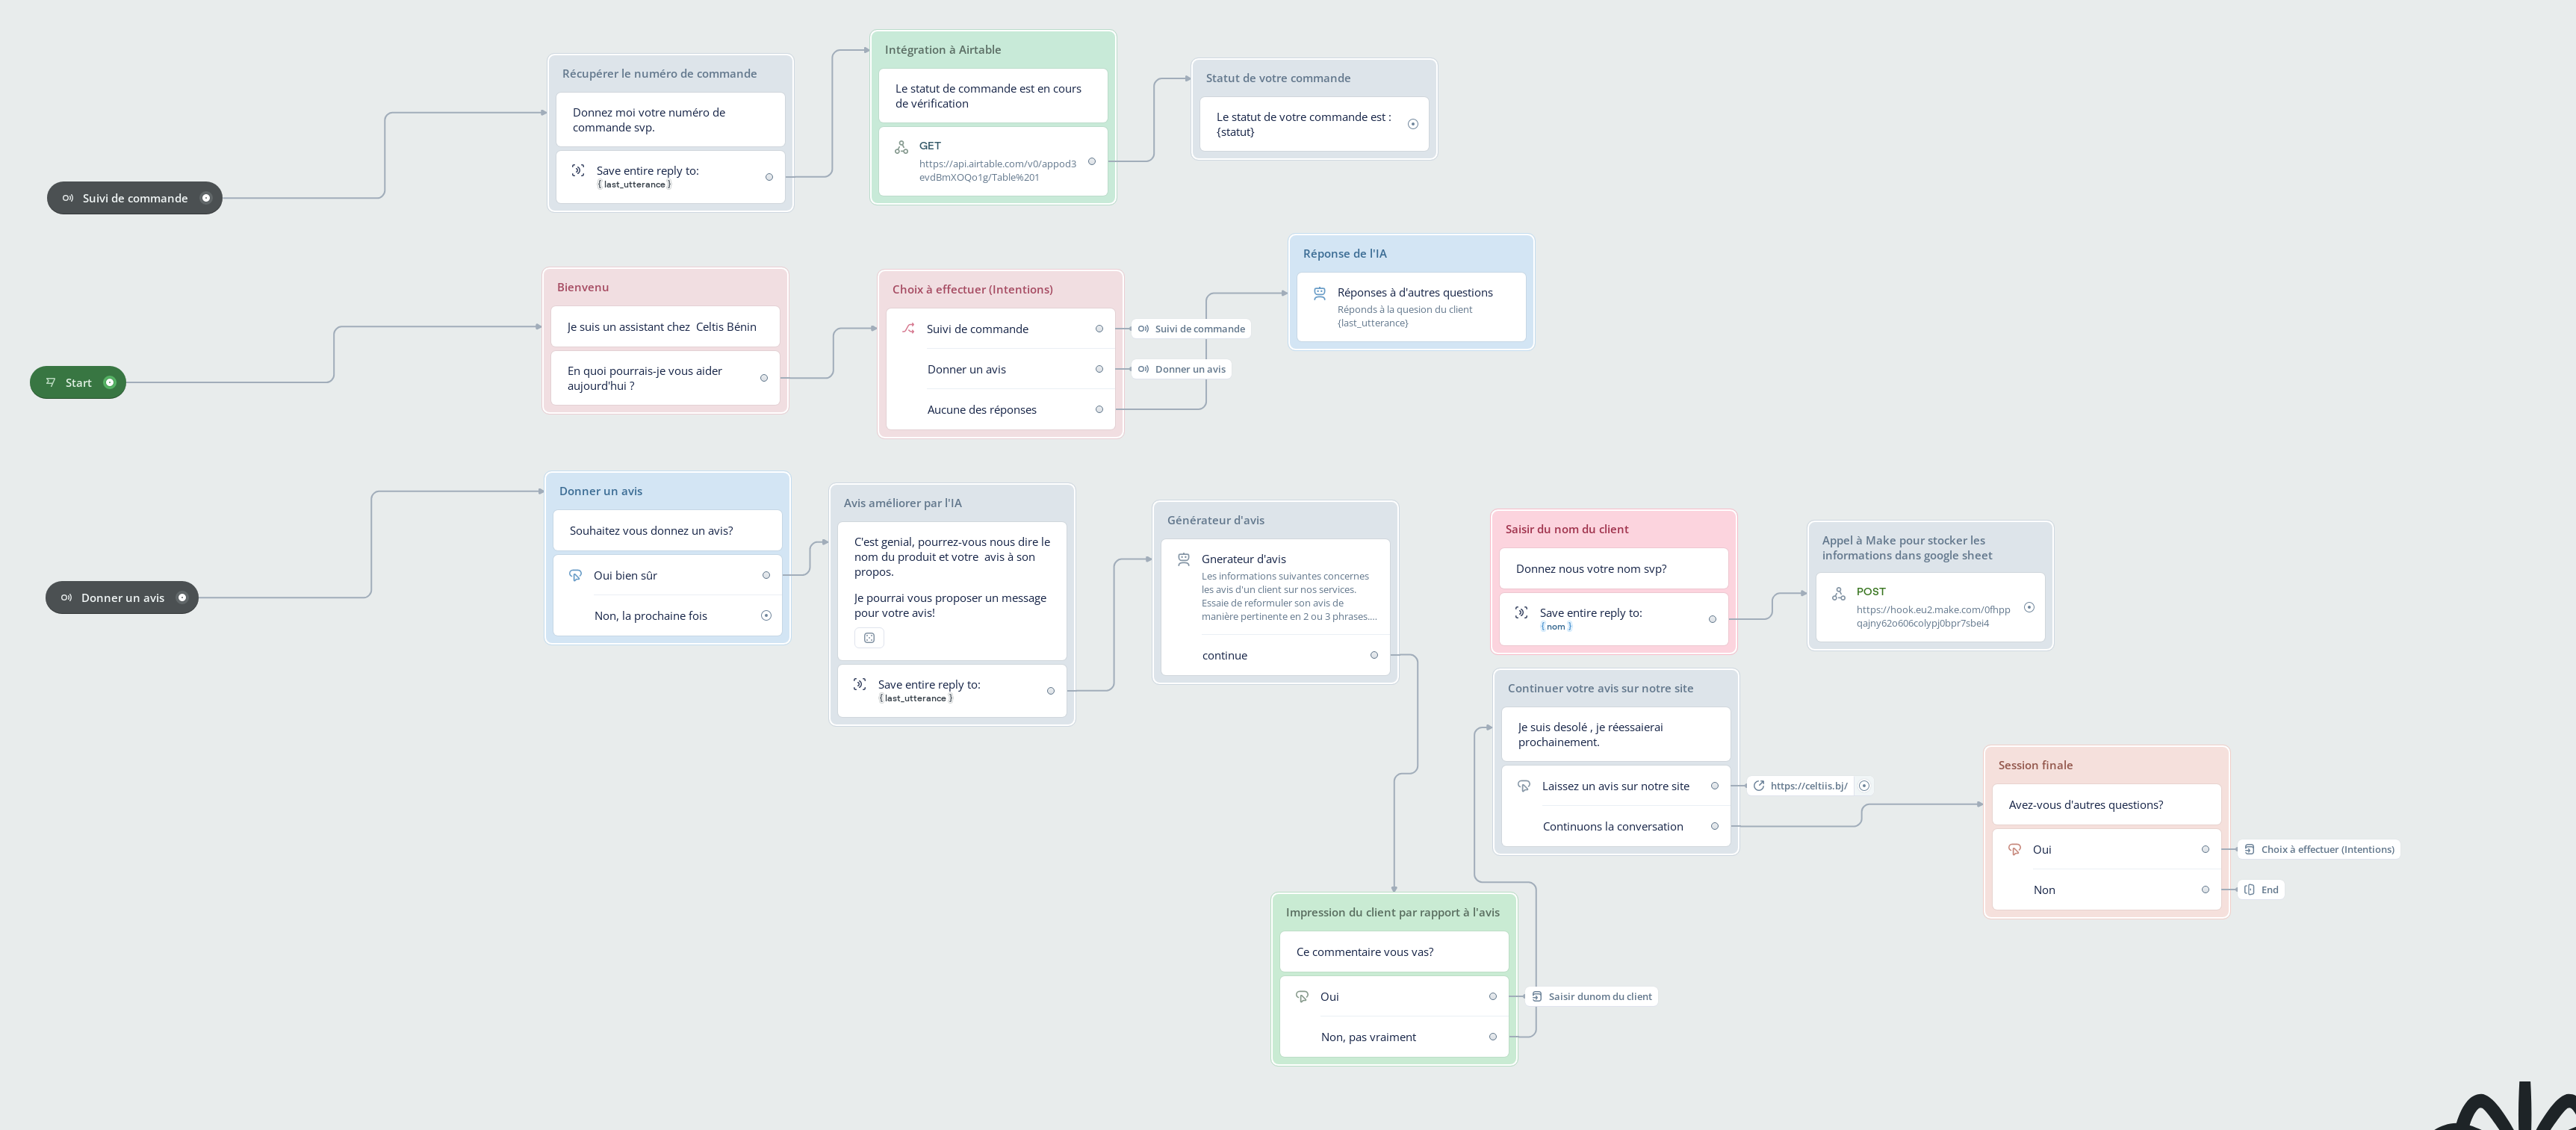 Récupérer le numéro de commande
Donnez moi votre numéro de
commande svp.
Save entire reply to:
{last_utterance}
Intégration à Airtable
Le statut de commande est en cours
de vérification
GET
https://api.airtable.com/v0/appod3
evdBmXOQo1g/Table%201
Statut de votre commande
Le statut de votre commande est :
{statut}
Suivi de commande
Start
Bienvenu
Je suis un assistant chez Celtis Bénin
En quoi pourrais-je vous aider
aujourd'hui ?
Choix à effectuer (Intentions)
Suivi de commande
Suivi de commande
Donner un avis
Donner un avis
Aucune des réponses
Réponse de l'IA
Réponses à d'autres questions
Réponds à la quesion du client
{last_utterance}
Donner un avis
Donner un avis
Souhaitez vous donnez un avis?
Oui bien sûr
Non, la prochaine fois
Avis améliorer par l'IA
C'est genial, pourrez-vous nous dire le
nom du produit et votre avis à son
propos.
Je pourrai vous proposer un message
pour votre avis!
Save entire reply to:
{last_utterance}
Générateur d'avis
Gnerateur d'avis
Les informations suivantes concernes
les avis d'un client sur nos services.
Essaie de reformuler son avis de
manière pertinente en 2 ou 3 phrases....
continue
Saisir du nom du client
Donnez nous votre nom svp?
Save entire reply to:
{nom}
Appel à Make pour stocker les
informations dans google sheet
POST
https://hook.eu2.make.com/0fhpp
qajny62o606colypj0bpr7sbei4
Continuer votre avis sur notre site
Je suis desolé , je réessaierai
prochainement.
Laissez un avis sur notre site
https://celtiis.bj/
Continuons la conversation
Session finale
Avez-vous d'autres questions?
Oui
Choix à effectuer (Intentions)
Non
End
Impression du client par rapport à l'avis
Ce commentaire vous vas?
Oui
Saisir dunom du client
Non, pas vraiment